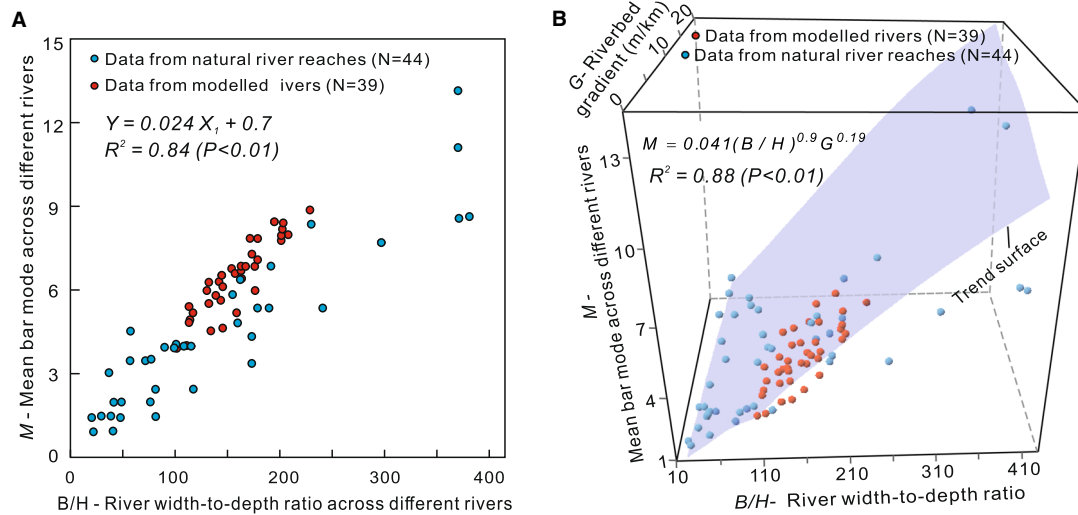 A
15
12
9
6
3
0
0
100
200
300
400
M - Mean bar mode across different rivers
B/H - River width-to-depth ratio across different rivers
Data from natural river reaches (N=44)
Data from modelled ivers (N=39)
Y = 0.024 X₁ + 0.7
R² = 0.84 (P<0.01)
B
G- Riverbed
gradient (m/km)
0
10
20
Data from modelled rivers (N=39)
Data from natural river reaches (N=44)
M = 0.041(B / H )^0.9 G^0.19
R² = 0.88 (P<0.01)
13
10
7
4
1
M -
Mean bar mode across different rivers
Trend surface
10
110
210
310
410
B/H- River width-to-depth ratio